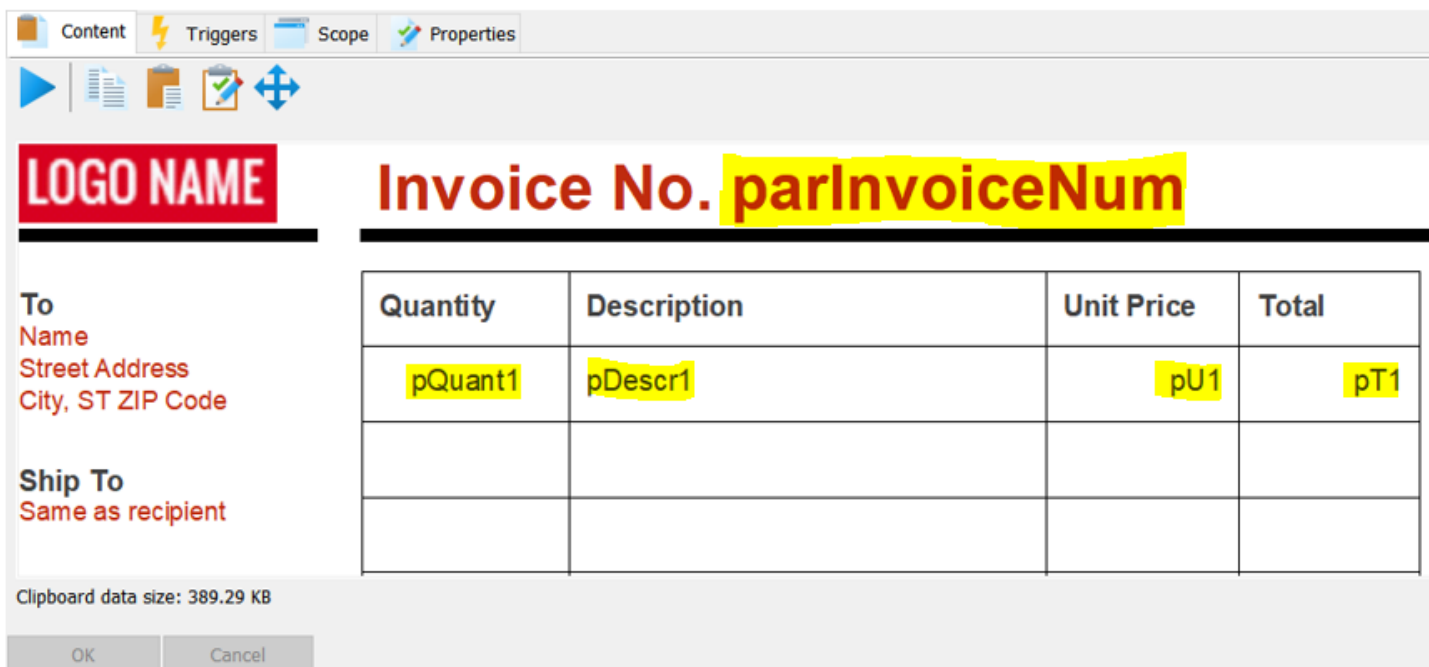 Content Triggers Scope Properties
LOGO NAME
Invoice No. parInvoiceNum
To
Name
Street Address
City, ST ZIP Code
Ship To
Same as recipient
Quantity Description Unit Price Total
pQuant1 pDescr1 pU1 pT1
Clipboard data size: 389.29 KB
OK Cancel